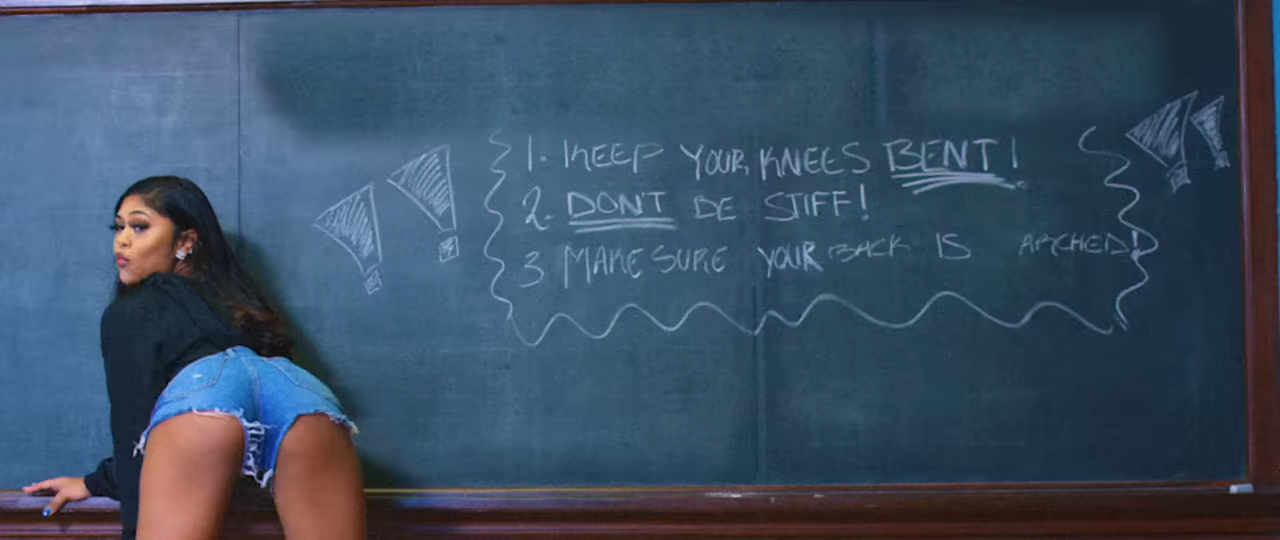 1. KEEP YOUR KNEES BENT!
2. DON'T BE STIFF!
3 MAKE SURE YOUR BACK IS ARCHED!